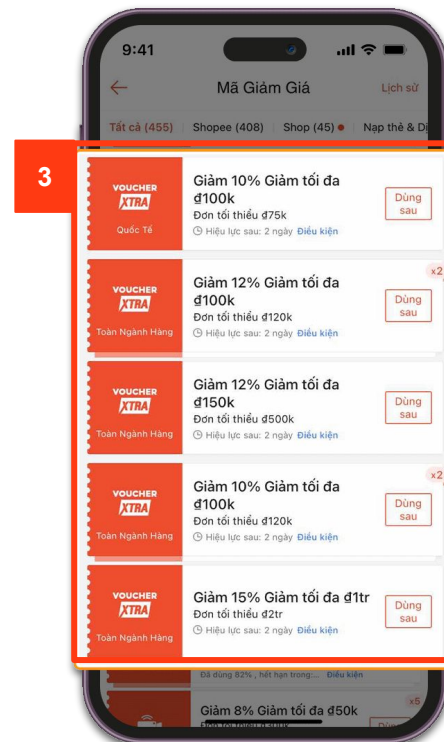 9:41
Mã Giảm Giá
Lịch sử
Tất cả (455)
Shopee (408)
Shop (45)
Nạp thẻ & Dị
3
VOUCHER
XTRA
Quốc Tế
Giảm 10% Giảm tối đa
₫100k
Đơn tối thiểu ₫75k
Hiệu lực sau: 2 ngày Điều kiện
Dùng
sau
x2
VOUCHER
XTRA
Toàn Ngành Hàng
Giảm 12% Giảm tối đa
₫100k
Đơn tối thiểu ₫120k
Hiệu lực sau: 2 ngày Điều kiện
Dùng
sau
VOUCHER
XTRA
Toàn Ngành Hàng
Giảm 12% Giảm tối đa
₫150k
Đơn tối thiểu ₫500k
Hiệu lực sau: 2 ngày Điều kiện
Dùng
sau
x2
VOUCHER
XTRA
Toàn Ngành Hàng
Giảm 10% Giảm tối đa
₫100k
Đơn tối thiểu ₫120k
Hiệu lực sau: 2 ngày Điều kiện
Dùng
sau
VOUCHER
XTRA
Toàn Ngành Hàng
Giảm 15% Giảm tối đa ₫1tr
Đơn tối thiểu ₫2tr
Hiệu lực sau: 2 ngày Điều kiện
Dùng
sau
Đã dùng 82% , hết hạn trong:... Điều kiện
x5
Giảm 8% Giảm tối đa ₫50k